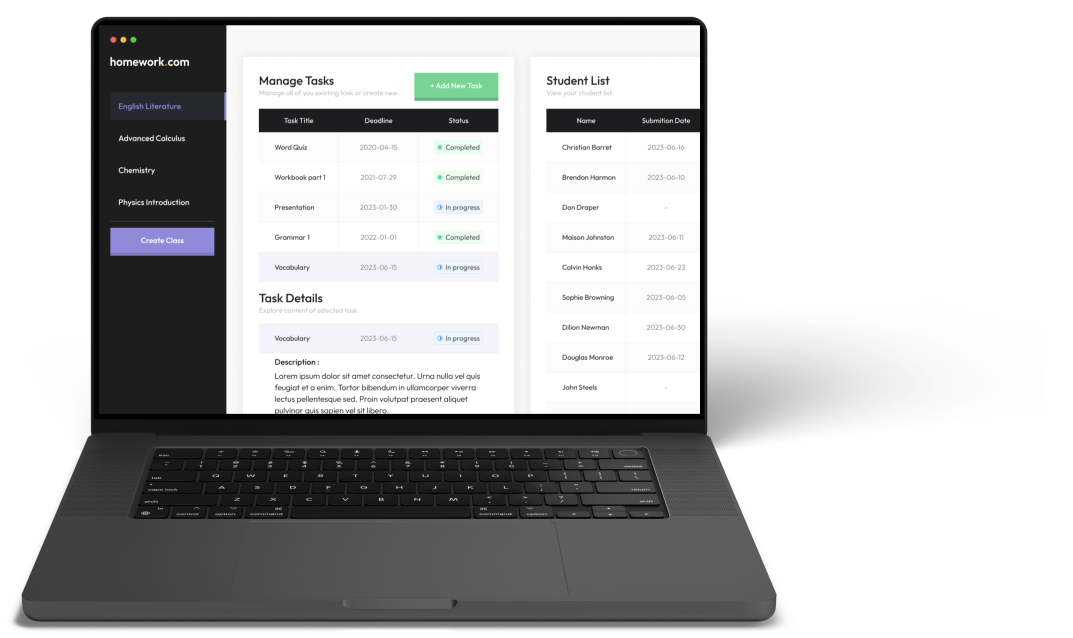 homework.com
English Literature
Advanced Calculus
Chemistry
Physics Introduction
Create Class
Manage Tasks
Manage all of you existing task or create new.
+ Add New Task
Task Title Deadline Status
Word Quiz 2020-04-15 Completed
Workbook part 1 2021-07-29 Completed
Presentation 2023-01-30 In progress
Grammar 1 2022-01-01 Completed
Vocabulary 2023-06-15 In progress
Task Details
Explore content of selected task.
Vocabulary 2023-06-15 In progress
Description :
Lorem ipsum dolor sit amet consectetur. Urna nulla vel quis
feugiat et a enim. Tortor bibendum in ullamcorper viverra
lectus pellentesque sed. Proin volutpat praesent aliquet
pulvinar quis sapien vel sit libero.
Student List
View your student list.
Name Submition Date
Christian Barret 2023-06-16
Brendon Harmon 2023-06-10
Don Draper -
Maison Johnston 2023-06-11
Calvin Hanks 2023-06-23
Sophie Browning 2023-06-05
Dilion Newman 2023-06-30
Douglas Monroe 2023-06-12
John Steels -
esc
delete
tab Q W E R T Y U I O P
caps lock A S D F G H J K L return
shift Z X C V B N M shift
fn control option command command option